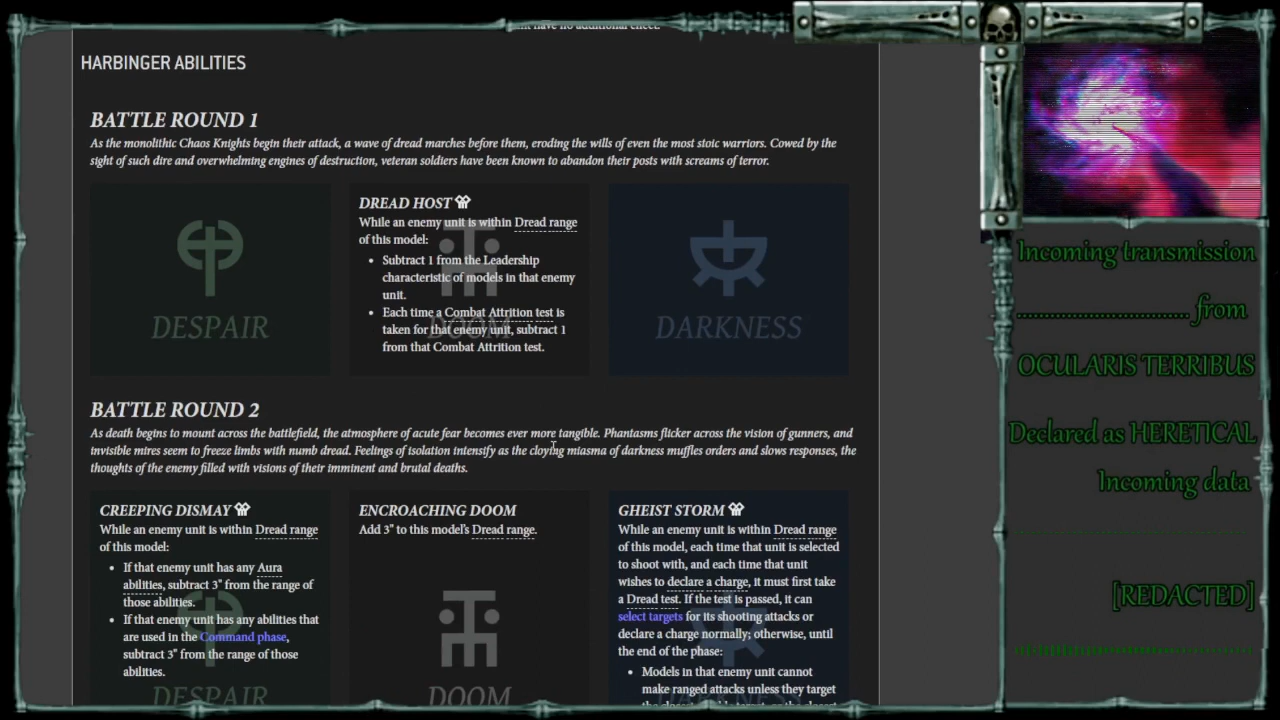 HARBINGER ABILITIES
BATTLE ROUND 1
As the monolithic Chaos Knights begin their attack, a wave of dread marches before them, eroding the wills of even the most stoic warriors. Cowed by the
sight of such dire and overwhelming engines of destruction, veteran soldiers have been known to abandon their posts with screams of terror.
DESPAIR
DREAD HOST
While an enemy unit is within Dread range
of this model:
• Subtract 1 from the Leadership
characteristic of models in that enemy
unit.
• Each time a Combat Attrition test is
taken for that enemy unit, subtract 1
from that Combat Attrition test.
DOOM
DARKNESS
BATTLE ROUND 2
As death begins to mount across the battlefield, the atmosphere of acute fear becomes ever more tangible. Phantasms flicker across the vision of gunners, and
invisible mires seem to freeze limbs with numb dread. Feelings of isolation intensify as the cloying miasma of darkness muffles orders and slows responses, the
thoughts of the enemy filled with visions of their imminent and brutal deaths.
CREEPING DISMAY
While an enemy unit is within Dread range
of this model:
• If that enemy unit has any Aura
abilities, subtract 3" from the range of
those abilities.
• If that enemy unit has any abilities that
are used in the Command phase,
subtract 3" from the range of those
abilities.
DESPAIR
ENCROACHING DOOM
Add 3" to this model's Dread range.
DOOM
GHEIST STORM
While an enemy unit is within Dread range
of this model, each time that unit is selected
to shoot with, and each time that unit
wishes to declare a charge, it must first take
a Dread test. If the test is passed, it can
select targets for its shooting attacks or
declare a charge normally; otherwise, until
the end of the phase:
• Models in that enemy unit cannot
make ranged attacks unless they target
Incoming transmission
.............................. from
OCULARIS TERRIBUS
Declared as HERETICAL
Incoming data
[REDACTED]